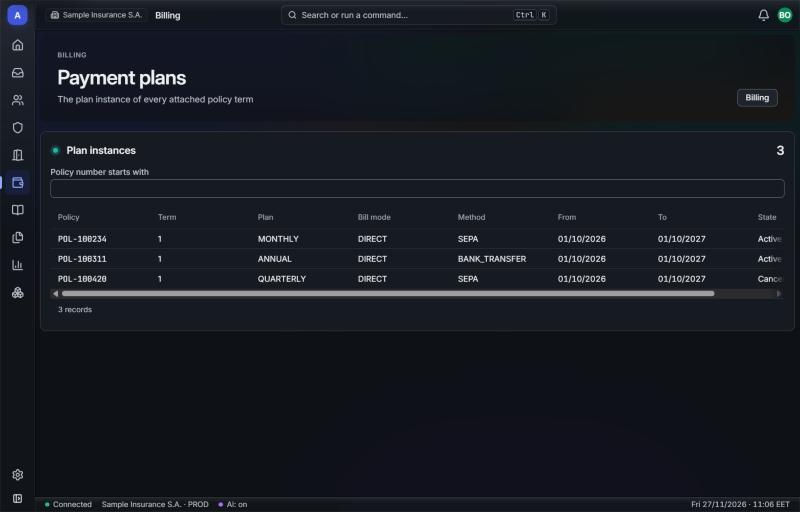 A
Sample Insurance S.A.
Billing
Search or run a command...
Ctrl K
BO
BILLING
Payment plans
The plan instance of every attached policy term
Billing
Plan instances
3
Policy number starts with
Policy Term Plan Bill mode Method From To State
POL-100234 1 MONTHLY DIRECT SEPA 01/10/2026 01/10/2027 Active
POL-100311 1 ANNUAL DIRECT BANK_TRANSFER 01/10/2026 01/10/2027 Active
POL-100420 1 QUARTERLY DIRECT SEPA 01/10/2026 01/10/2027 Cance
3 records
Connected Sample Insurance S.A. · PROD AI: on Fri 27/11/2026 · 11:06 EET